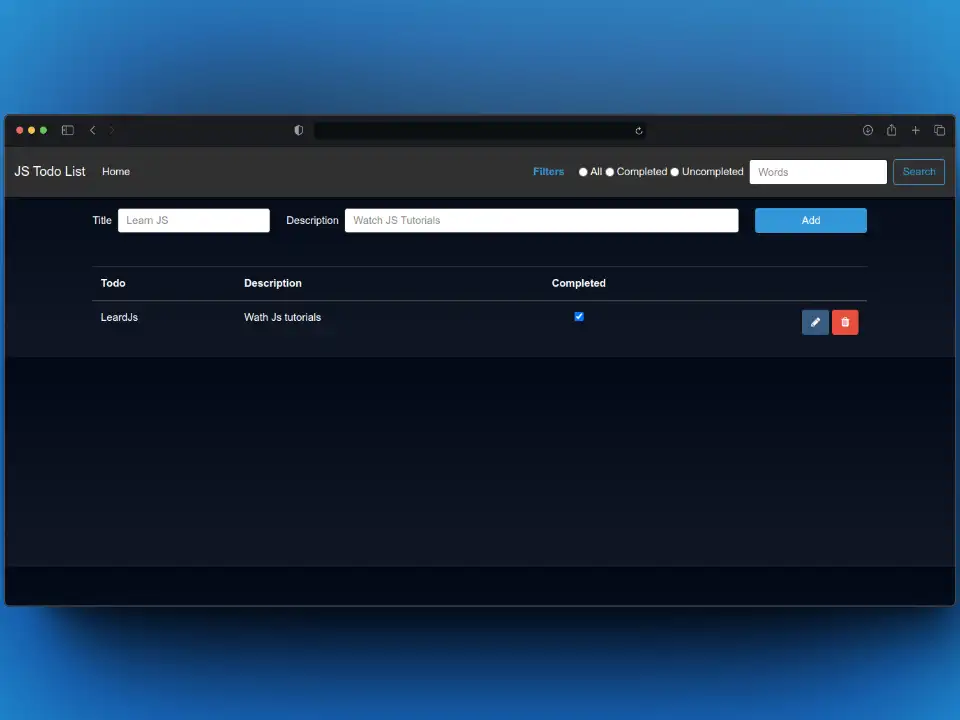 JS Todo List Home Filters All Completed Uncompleted Words Search
Title Learn JS Description Watch JS Tutorials Add
Todo Description Completed
LeardJs Wath Js tutorials